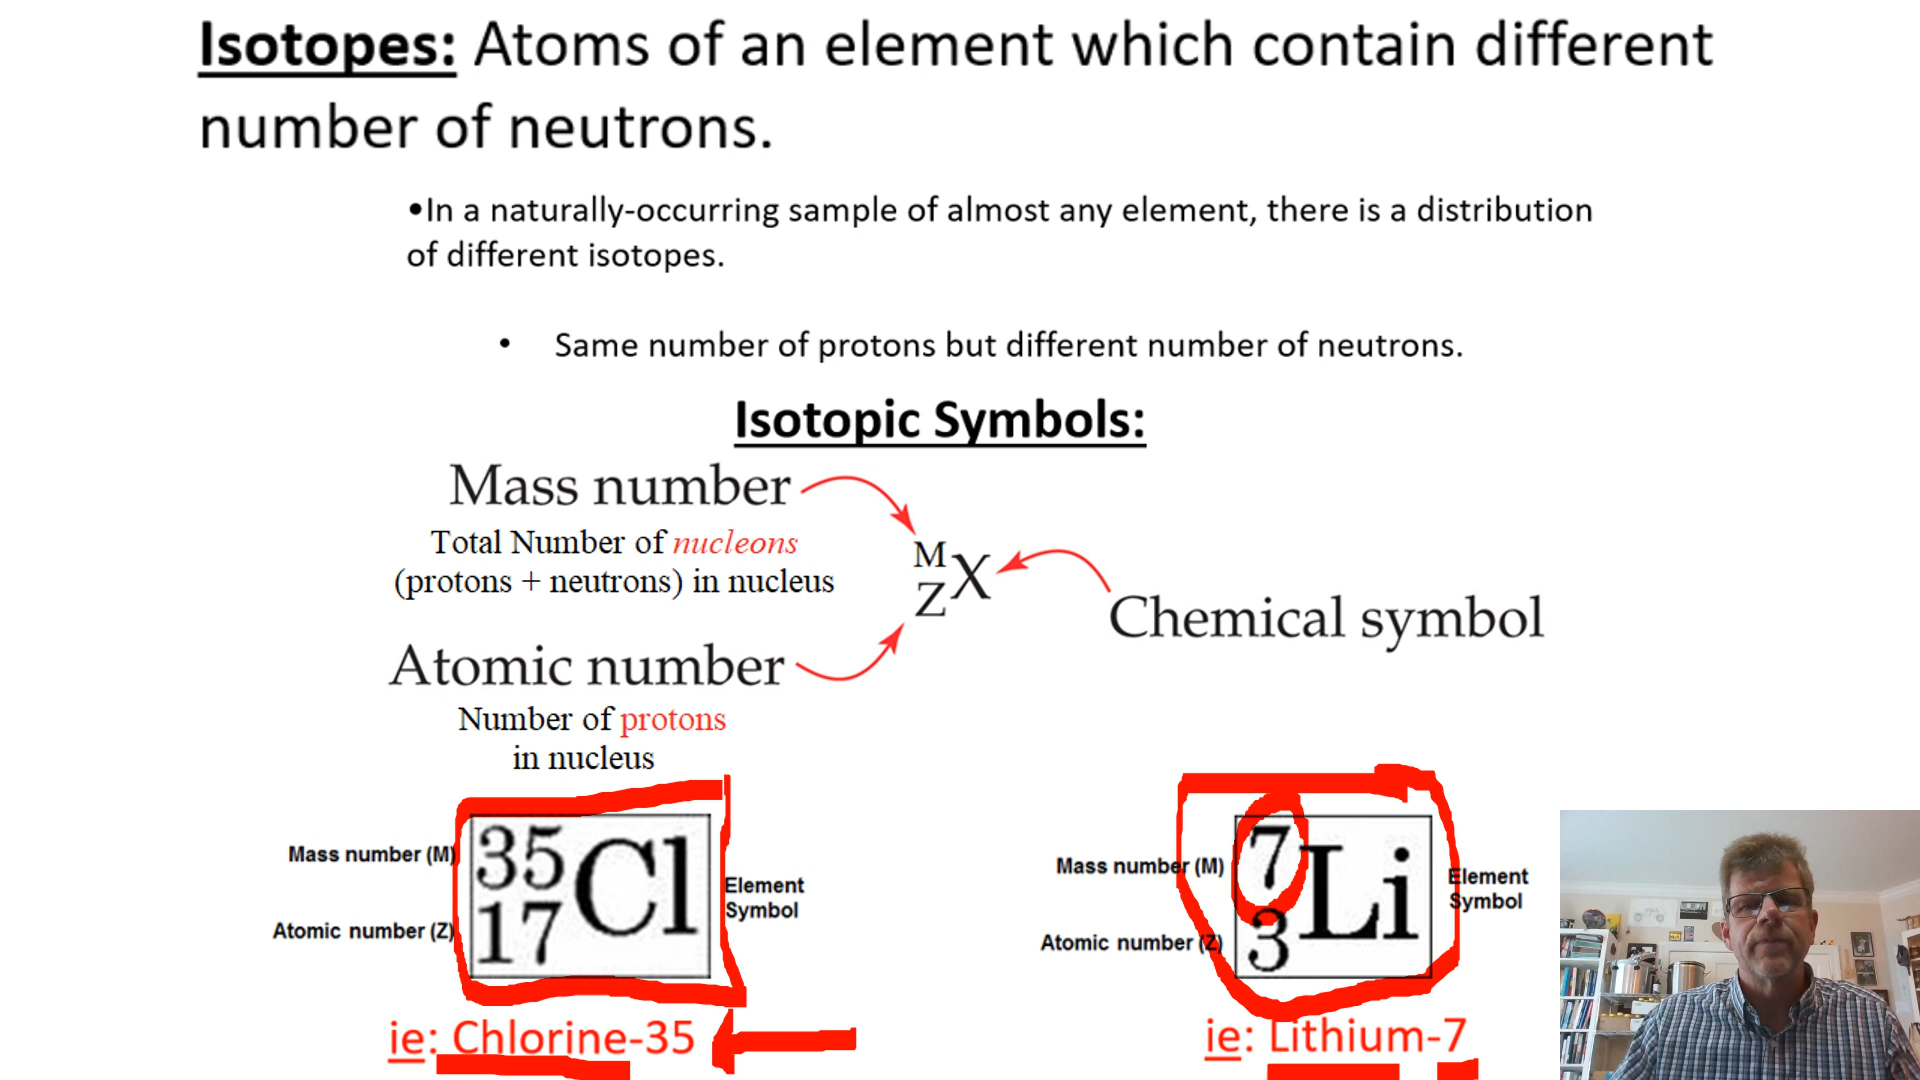 Isotopes: Atoms of an element which contain different
number of neutrons.
•In a naturally-occurring sample of almost any element, there is a distribution
of different isotopes.
• Same number of protons but different number of neutrons.
Isotopic Symbols:
Mass number
Total Number of nucleons
(protons + neutrons) in nucleus
M
Z
X
Chemical symbol
Atomic number
Number of protons
in nucleus
Mass number (M)
Atomic number (Z)
35
17
Cl
Element
Symbol
ie: Chlorine-35
Mass number (M)
Atomic number (Z)
7
3
Li
Element
Symbol
ie: Lithium-7